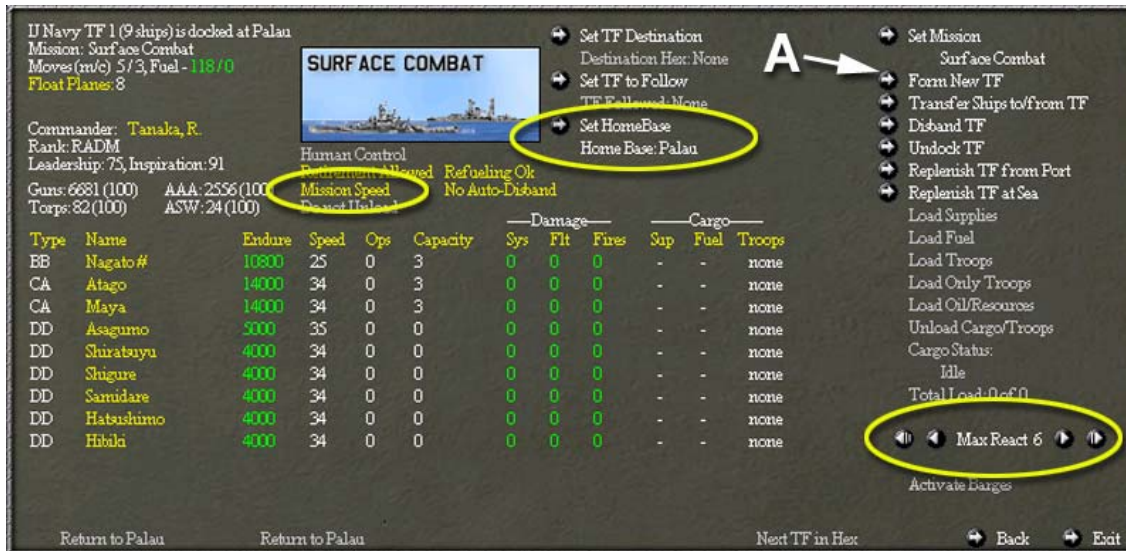 IJ Navy TF 1 (9 ships) is docked at Palau
Mission: Surface Combat
Moves (m/c) 5/3, Fuel - 118/0
Float Planes: 8
Commander: Tanaka, R.
Rank: RADM
Leadership: 75, Inspiration: 91
Guns: 6681 (100) AAA: 2556 (100)
Torps: 82 (100) ASW: 24 (100)
SURFACE COMBAT
Human Control
Retirement Allowed Refueling Ok
Mission Speed No Auto-Disband
Do not Unload
Set TF Destination
Destination Hex: None
Set TF to Follow
TF Followed: None
Set HomeBase
Home Base: Palau
A
Set Mission
Surface Combat
Form New TF
Transfer Ships to/from TF
Disband TF
Undock TF
Replenish TF from Port
Replenish TF at Sea
Load Supplies
Load Fuel
Load Troops
Load Only Troops
Load Oil/Resources
Unload Cargo/Troops
Cargo Status:
Idle
Total Load: 0 of 0
Max React 6
Activate Barges
Damage Cargo
Type Name Endure Speed Ops Capacity Sys Flt Fires Sup Fuel Troops
BB Nagato# 10800 25 0 3 0 0 0 - - none
CA Atago 14000 34 0 3 0 0 0 - - none
CA Maya 14000 34 0 3 0 0 0 - - none
DD Asagumo 5000 35 0 0 0 0 0 - - none
DD Shiratsuyu 4000 34 0 0 0 0 0 - - none
DD Shigure 4000 34 0 0 0 0 0 - - none
DD Samidare 4000 34 0 0 0 0 0 - - none
DD Hatsushimo 4000 34 0 0 0 0 0 - - none
DD Hibiki 4000 34 0 0 0 0 0 - - none
Return to Palau Return to Palau Next TF in Hex Back Exit